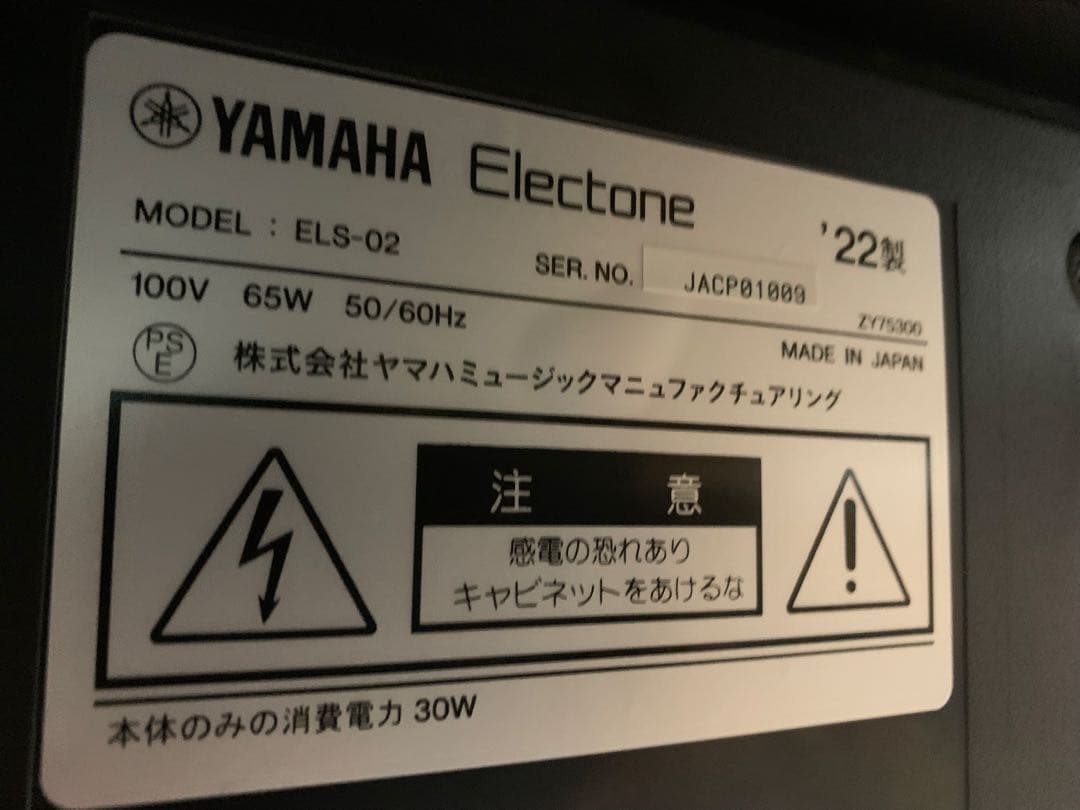 YAMAHA Electone
MODEL : ELS-02
SER. NO. JACP01009
'22製
100V 65W 50/60Hz
ZY75300
MADE IN JAPAN
PSE
株式会社ヤマハミュージックマニュファクチュアリング
注意
感電の恐れあり
キャビネットをあけるな
本体のみの消費電力 30W